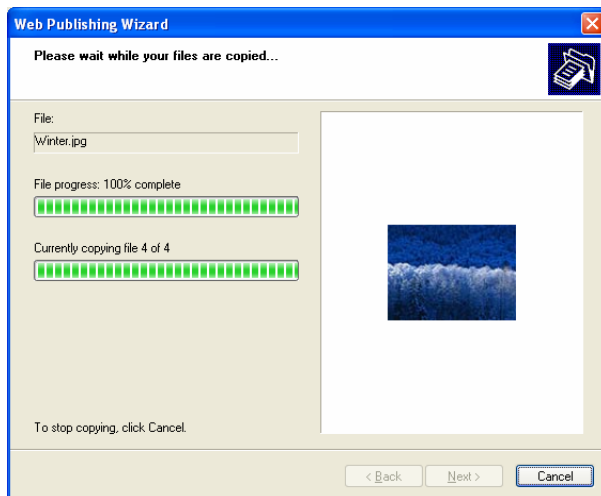 Web Publishing Wizard
Please wait while your files are copied...
File:
Winter.jpg
File progress: 100% complete
Currently copying file 4 of 4
To stop copying, click Cancel.
< Back
Next >
Cancel